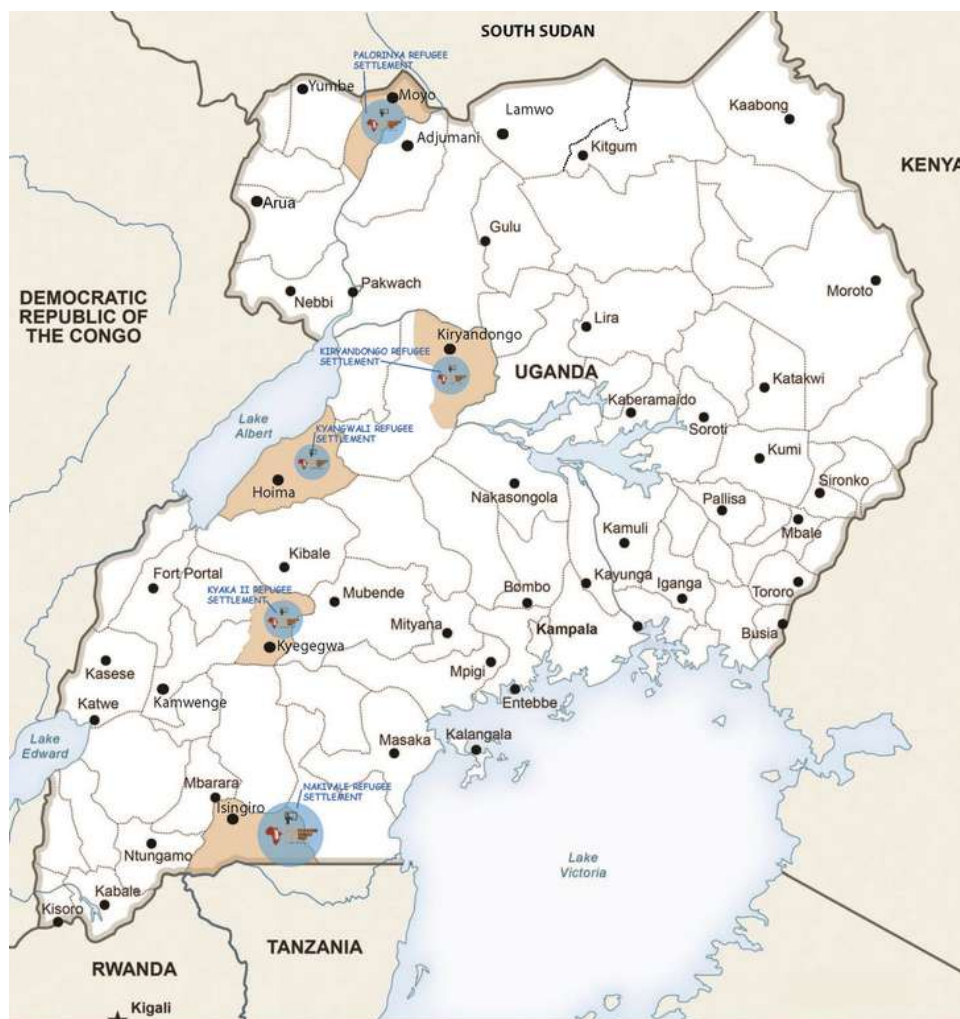 SOUTH SUDAN
PALORINYA REFUGEE
SETTLEMENT
Yumbe
Moyo
Lamwo
Kaabong
Adjumani
Kitgum
KENYA
Arua
Gulu
Nebbi
Pakwach
Moroto
DEMOCRATIC
REPUBLIC OF
THE CONGO
Lira
Kiryandongo
KIRYANDONGO REFUGEE
SETTLEMENT
UGANDA
Katakwi
Kaberamaido
Soroti
Lake
Albert
KYANGWALI REFUGEE
SETTLEMENT
Kumi
Hoima
Nakasongola
Sironko
Pallisa
Mbale
Kamuli
Kibale
Fort Portal
KYAKA II REFUGEE
SETTLEMENT
Mubende
Bombo
Kayunga
Iganga
Tororo
Mityana
Kampala
Busia
Kyegegwa
Kasese
Mpigi
Kamwenge
Entebbe
Katwe
Lake
Edward
Masaka
Kalangala
Mbarara
NAKIVALE REFUGEE
SETTLEMENT
Isingiro
Ntungamo
Lake
Victoria
Kabale
Kisoro
TANZANIA
RWANDA
Kigali